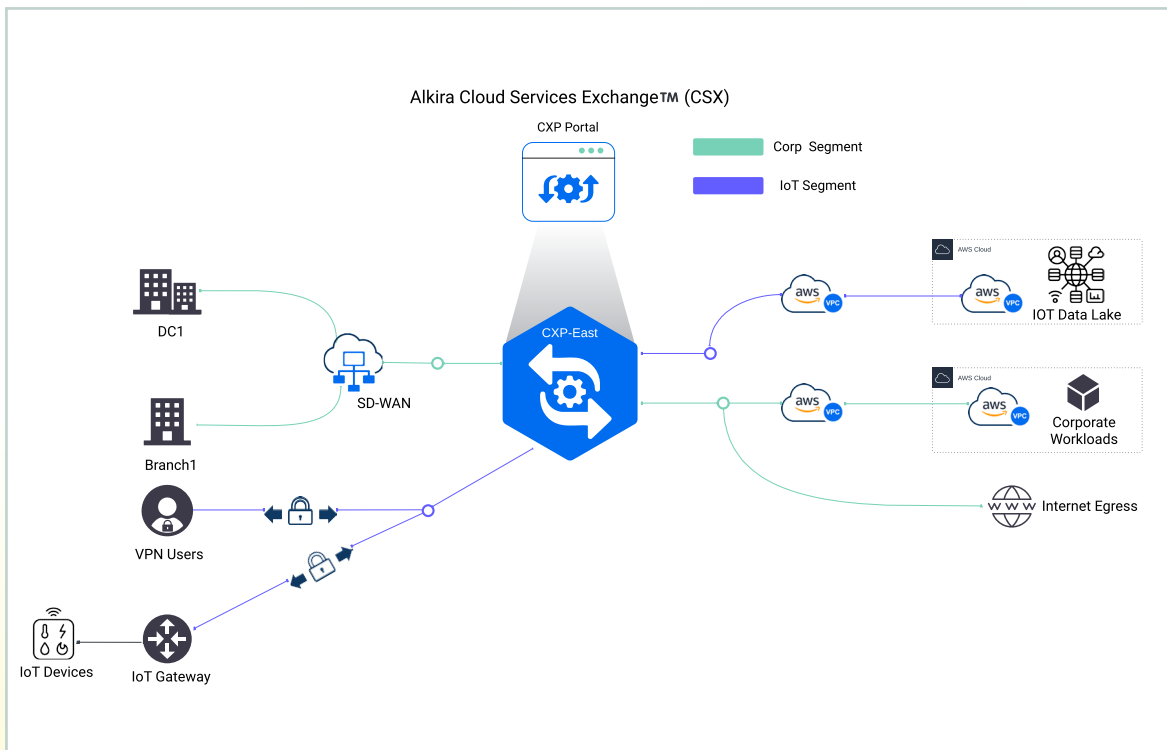 Alkira Cloud Services Exchange™ (CSX)
CXP Portal
Corp Segment
IoT Segment
AWS Cloud
aws
VPC
aws
VPC
IOT Data Lake
DC1
CXP-East
SD-WAN
AWS Cloud
aws
VPC
aws
VPC
Corporate
Workloads
Branch1
W W W
Internet Egress
VPN Users
IoT Devices
IoT Gateway